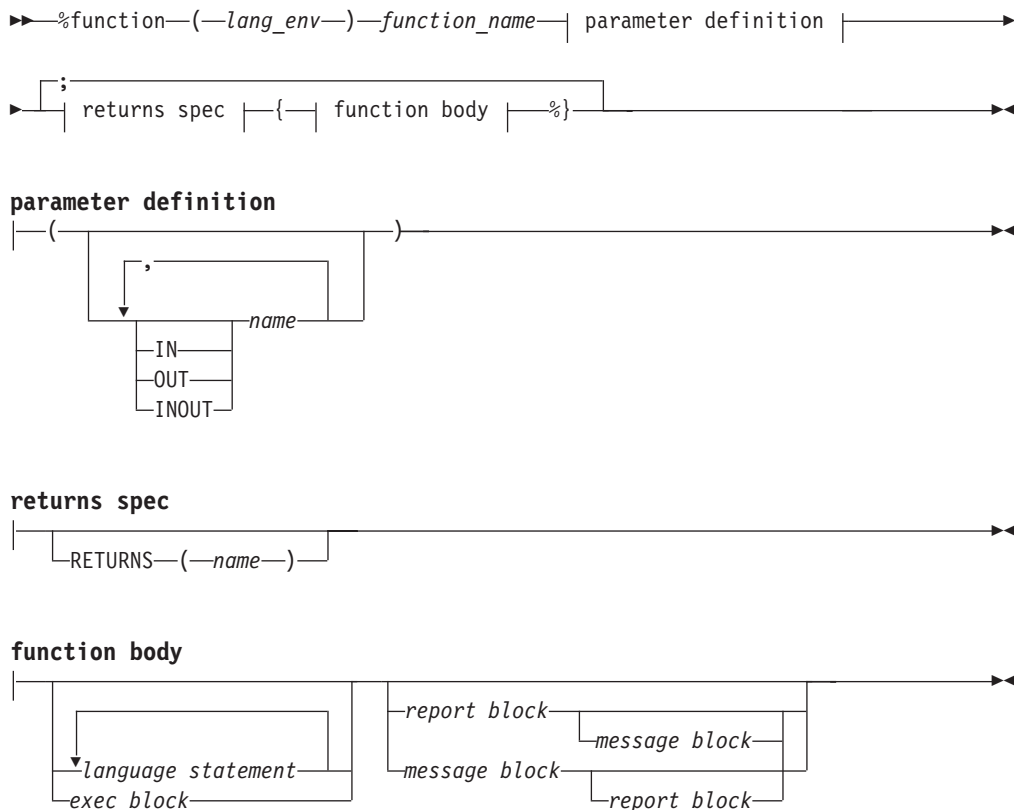 %function ( lang_env ) function_name parameter definition
;
returns spec { function body %}
parameter definition
( )
,
name
IN
OUT
INOUT
returns spec
RETURNS ( name )
function body
report block
message block
language statement message block
exec block report block